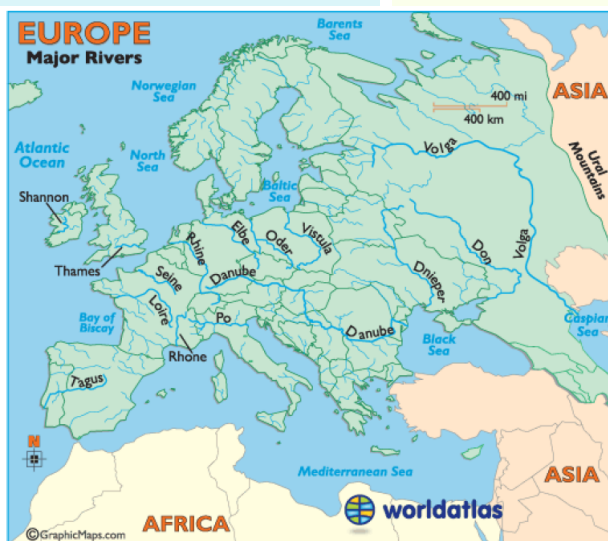 EUROPE
Major Rivers
Barents
Sea
Norwegian
Sea
400 mi
400 km
ASIA
Ural
Mountains
Atlantic
Ocean
North
Sea
Baltic
Sea
Volga
Shannon
Thames
Rhine
Elbe
Oder
Vistula
Don
Volga
Seine
Danube
Dnieper
Loire
Bay of
Biscay
Po
Rhone
Danube
Black
Sea
Caspian
Sea
Tagus
N
Mediterranean Sea
ASIA
AFRICA
worldatlas
©GraphicMaps.com